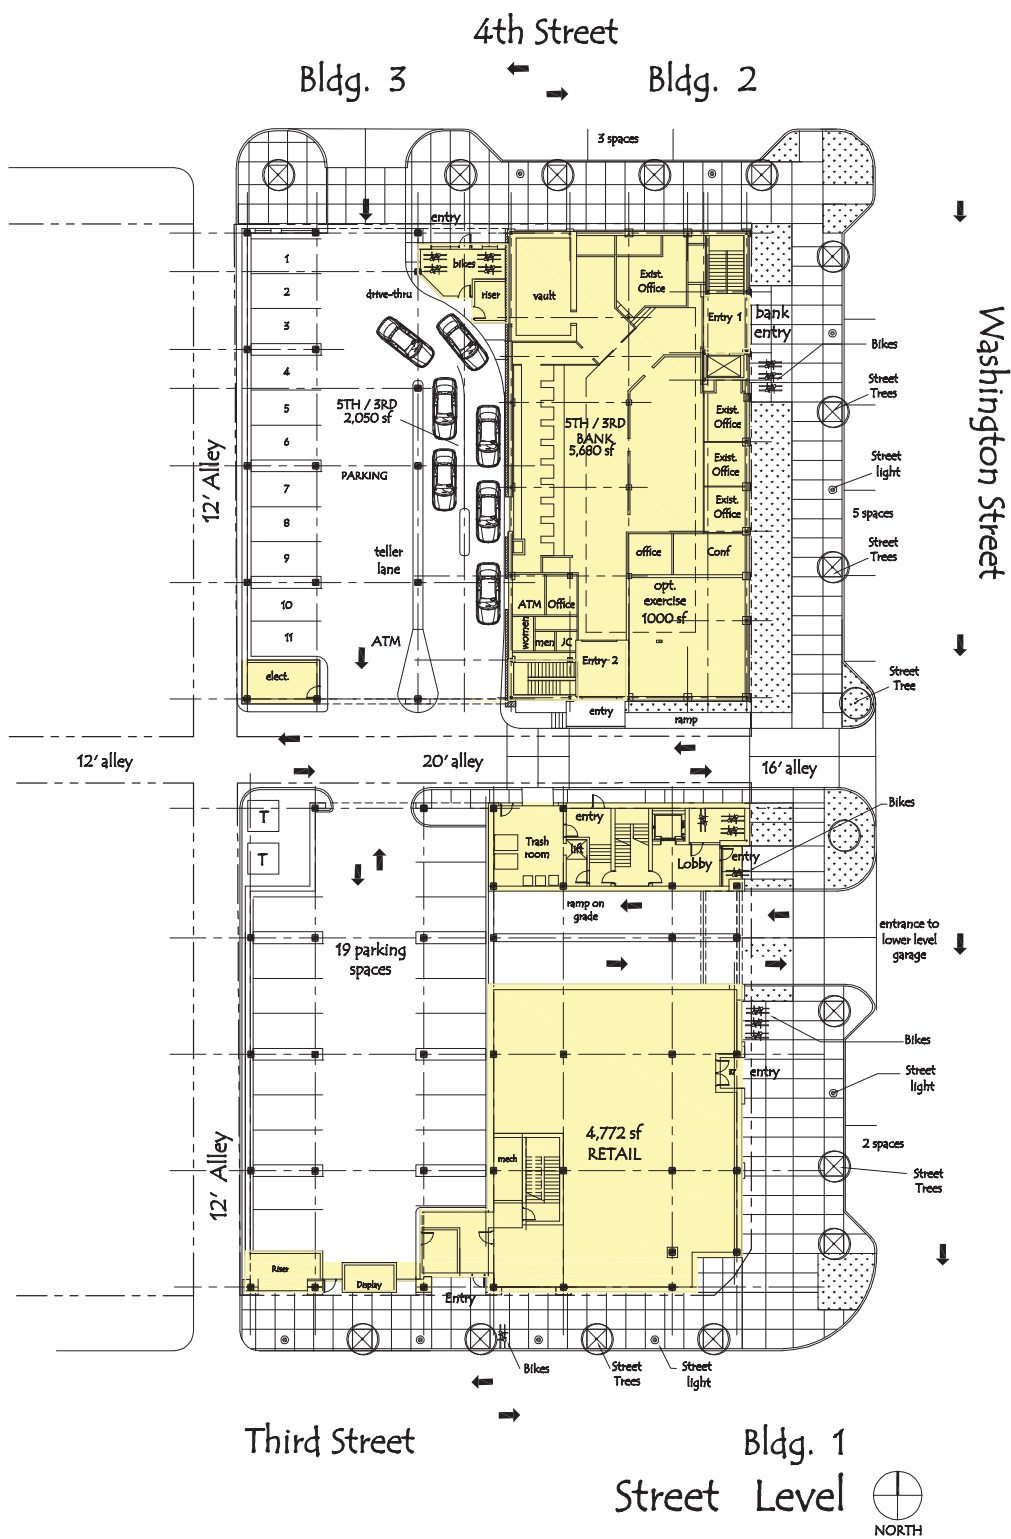 4th Street
Bldg. 3
Bldg. 2
3 spaces
entry
bikes
riser
drive-thru
vault
Exist.
Office
Entry 1
bank
entry
Bikes
Street
Trees
1
2
3
4
5
6
7
8
9
10
11
5TH / 3RD
2,050 sf
5TH / 3RD
BANK
5,680 sf
Exist.
Office
Exist.
Office
Exist.
Office
Street
light
5 spaces
Street
Trees
Washington Street
12' Alley
PARKING
teller
lane
office
Conf
opt.
exercise
1000 sf
ATM
Office
women
men
JC
ATM
Entry 2
elect.
entry
ramp
Street
Tree
12' alley
20' alley
16' alley
T
T
entry
Trash
room
lift
Lobby
entry
Bikes
ramp on
grade
19 parking
spaces
entrance to
lower level
garage
Bikes
entry
Street
light
4,772 sf
RETAIL
mech
2 spaces
Street
Trees
12' Alley
Riser
Display
Entry
Bikes
Street
Trees
Street
light
Third Street
Bldg. 1
Street Level
NORTH